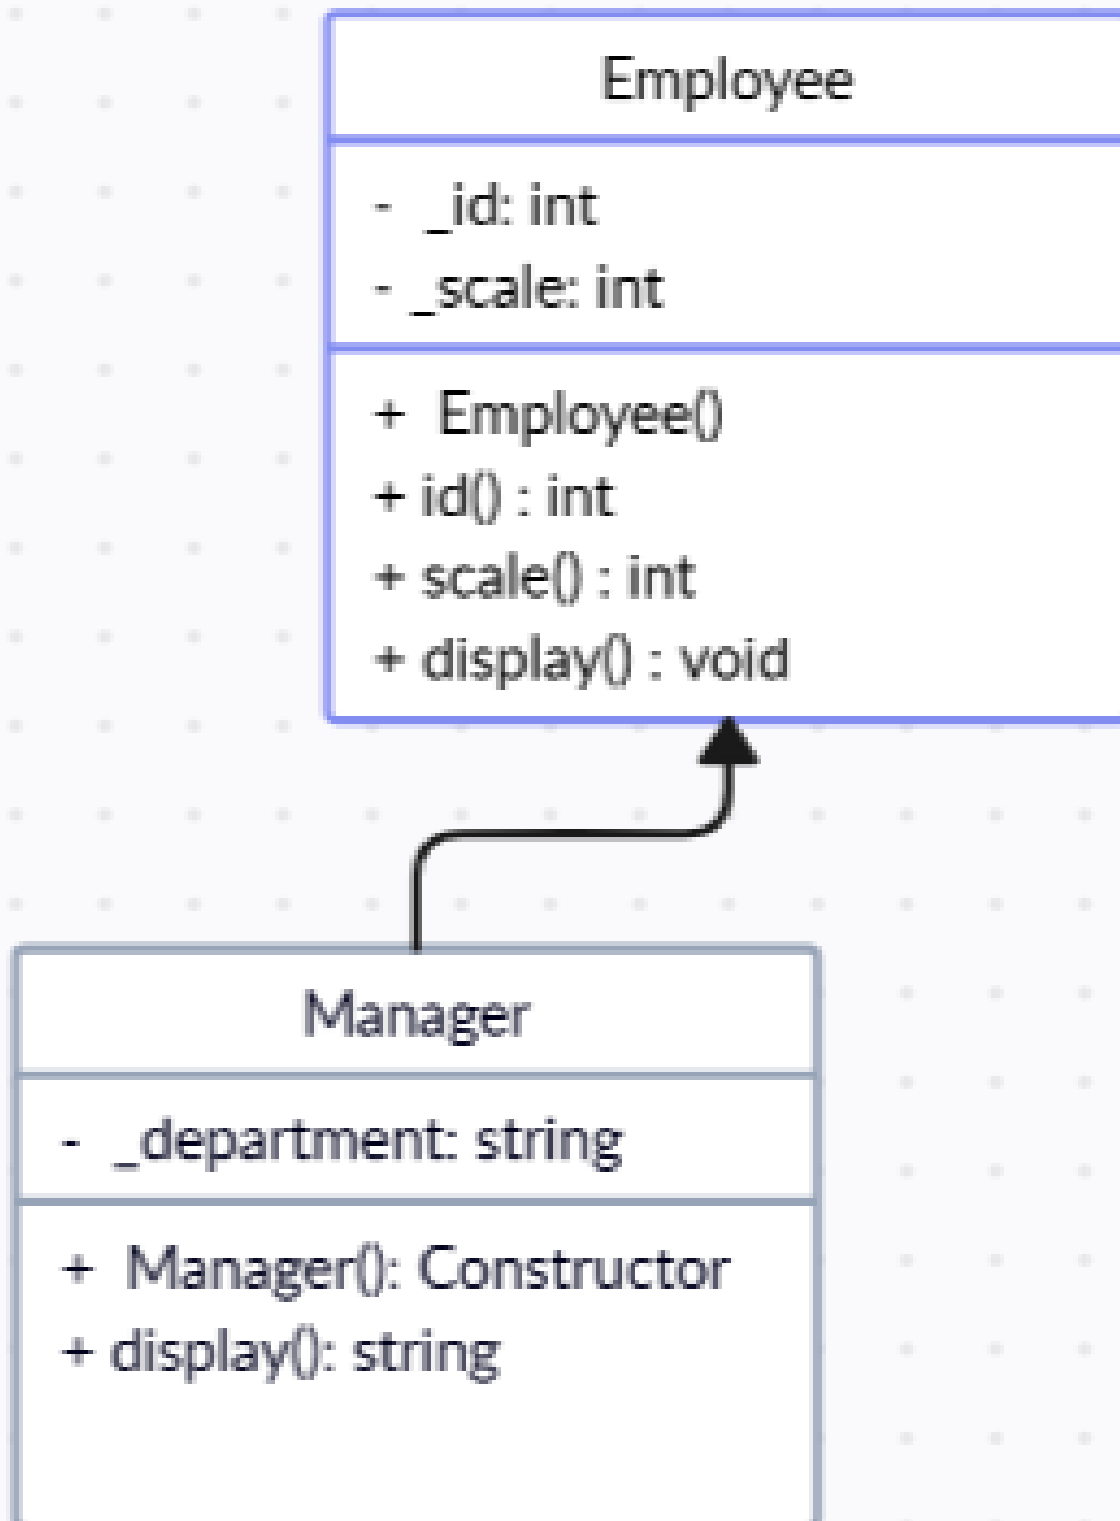 Employee
- _id: int
- _scale: int
+ Employee()
+ id() : int
+ scale() : int
+ display() : void
Manager
- _department: string
+ Manager(): Constructor
+ display(): string